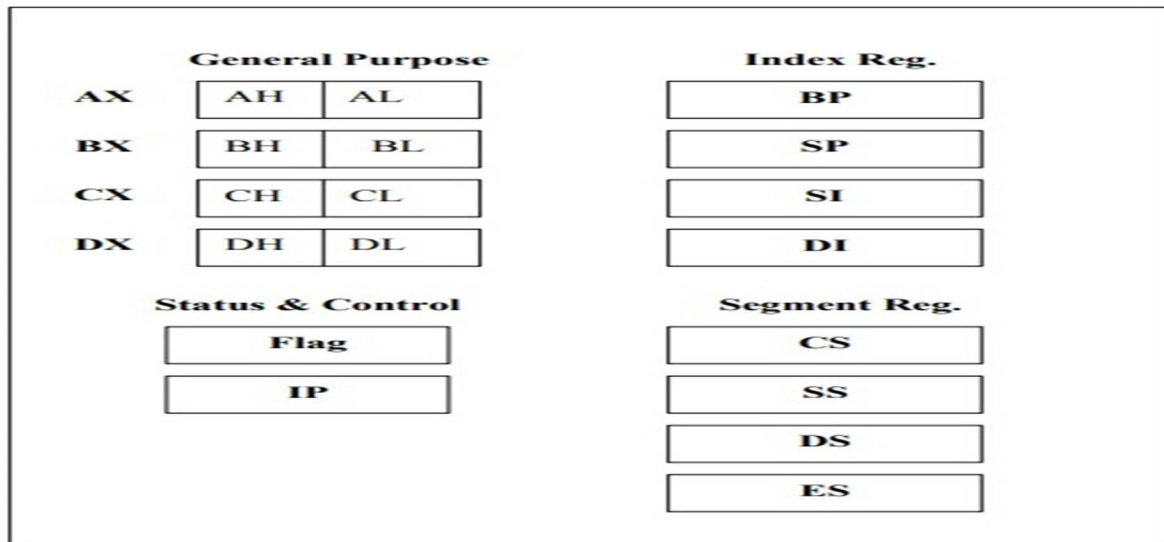 General Purpose
AX AH AL
BX BH BL
CX CH CL
DX DH DL
Index Reg.
BP
SP
SI
DI
Status & Control
Flag
IP
Segment Reg.
CS
SS
DS
ES